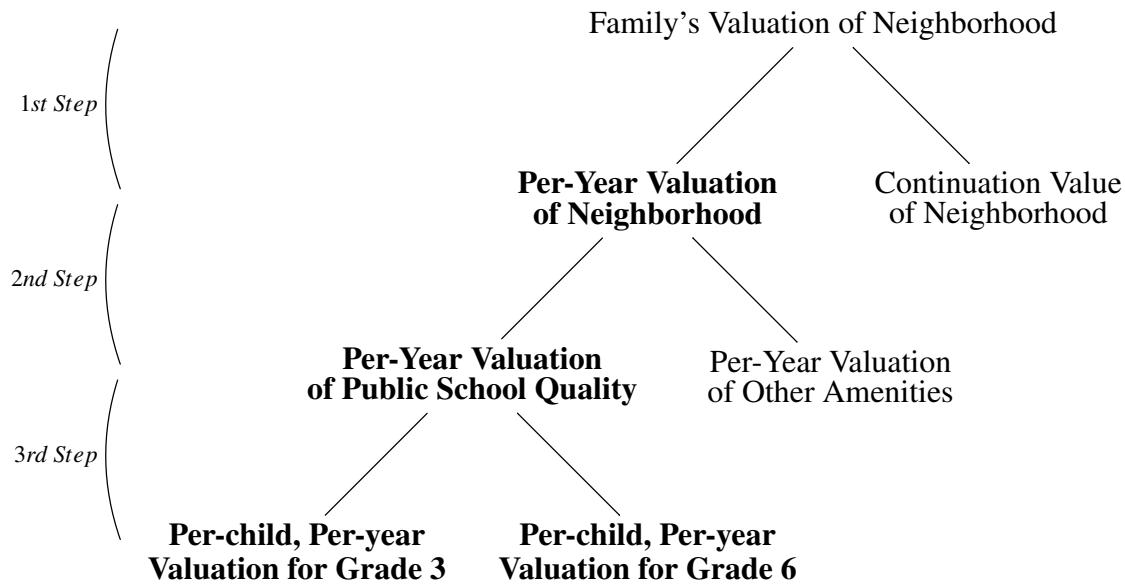 Family's Valuation of Neighborhood
1st Step
Per-Year Valuation
of Neighborhood
Continuation Value
of Neighborhood
2nd Step
Per-Year Valuation
of Public School Quality
Per-Year Valuation
of Other Amenities
3rd Step
Per-child, Per-year
Valuation for Grade 3
Per-child, Per-year
Valuation for Grade 6